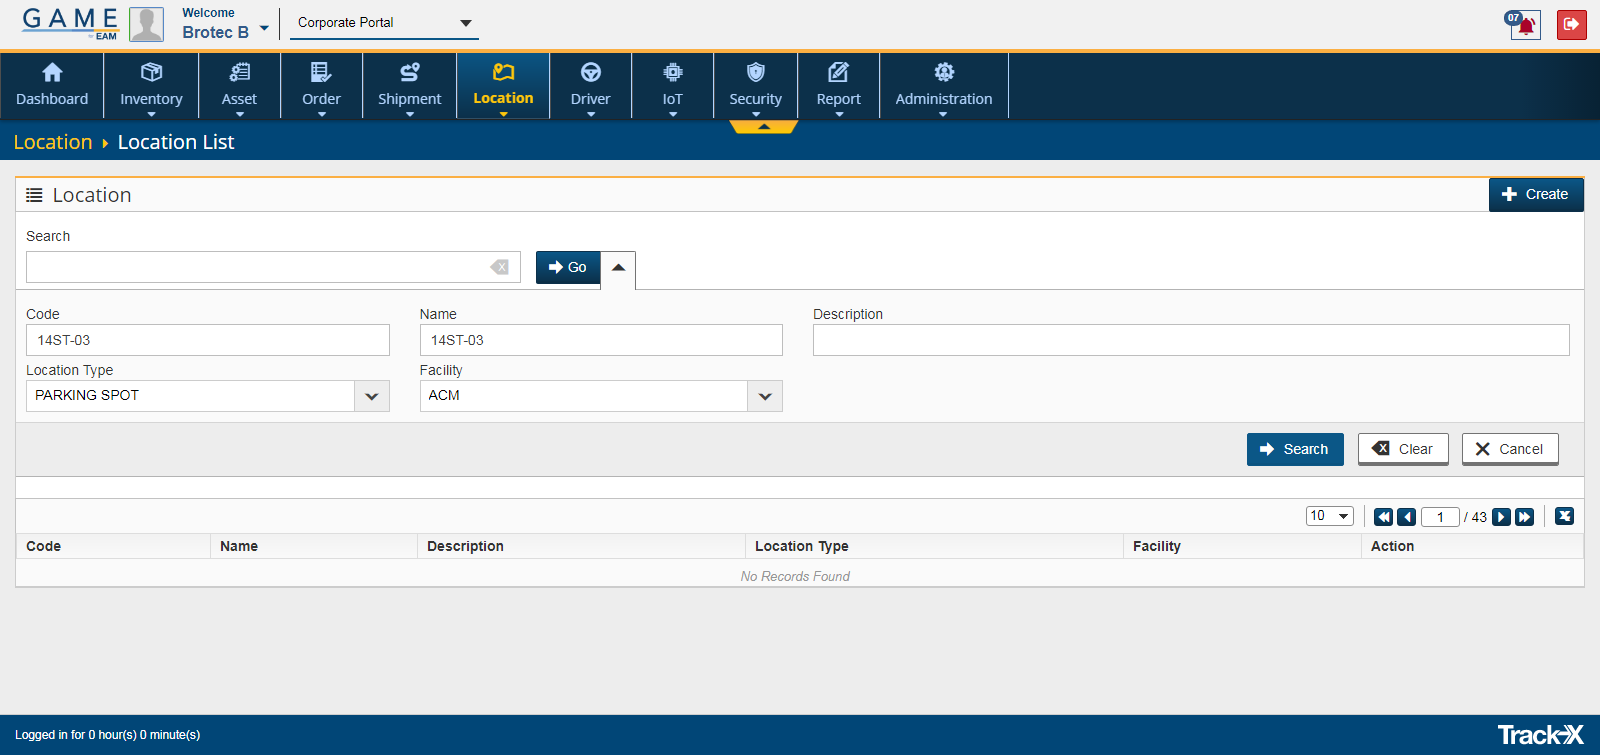 GAME
BY EAM
Welcome
Brotec B
Corporate Portal
07
Dashboard
Inventory
Asset
Order
Shipment
Location
Driver
IoT
Security
Report
Administration
Location
Location List
Location
Create
Search
Go
Code
Name
Description
14ST-03
14ST-03
Location Type
Facility
PARKING SPOT
ACM
Search
Clear
Cancel
10
1
/ 43
Code
Name
Description
Location Type
Facility
Action
No Records Found
Logged in for 0 hour(s) 0 minute(s)
Track-X